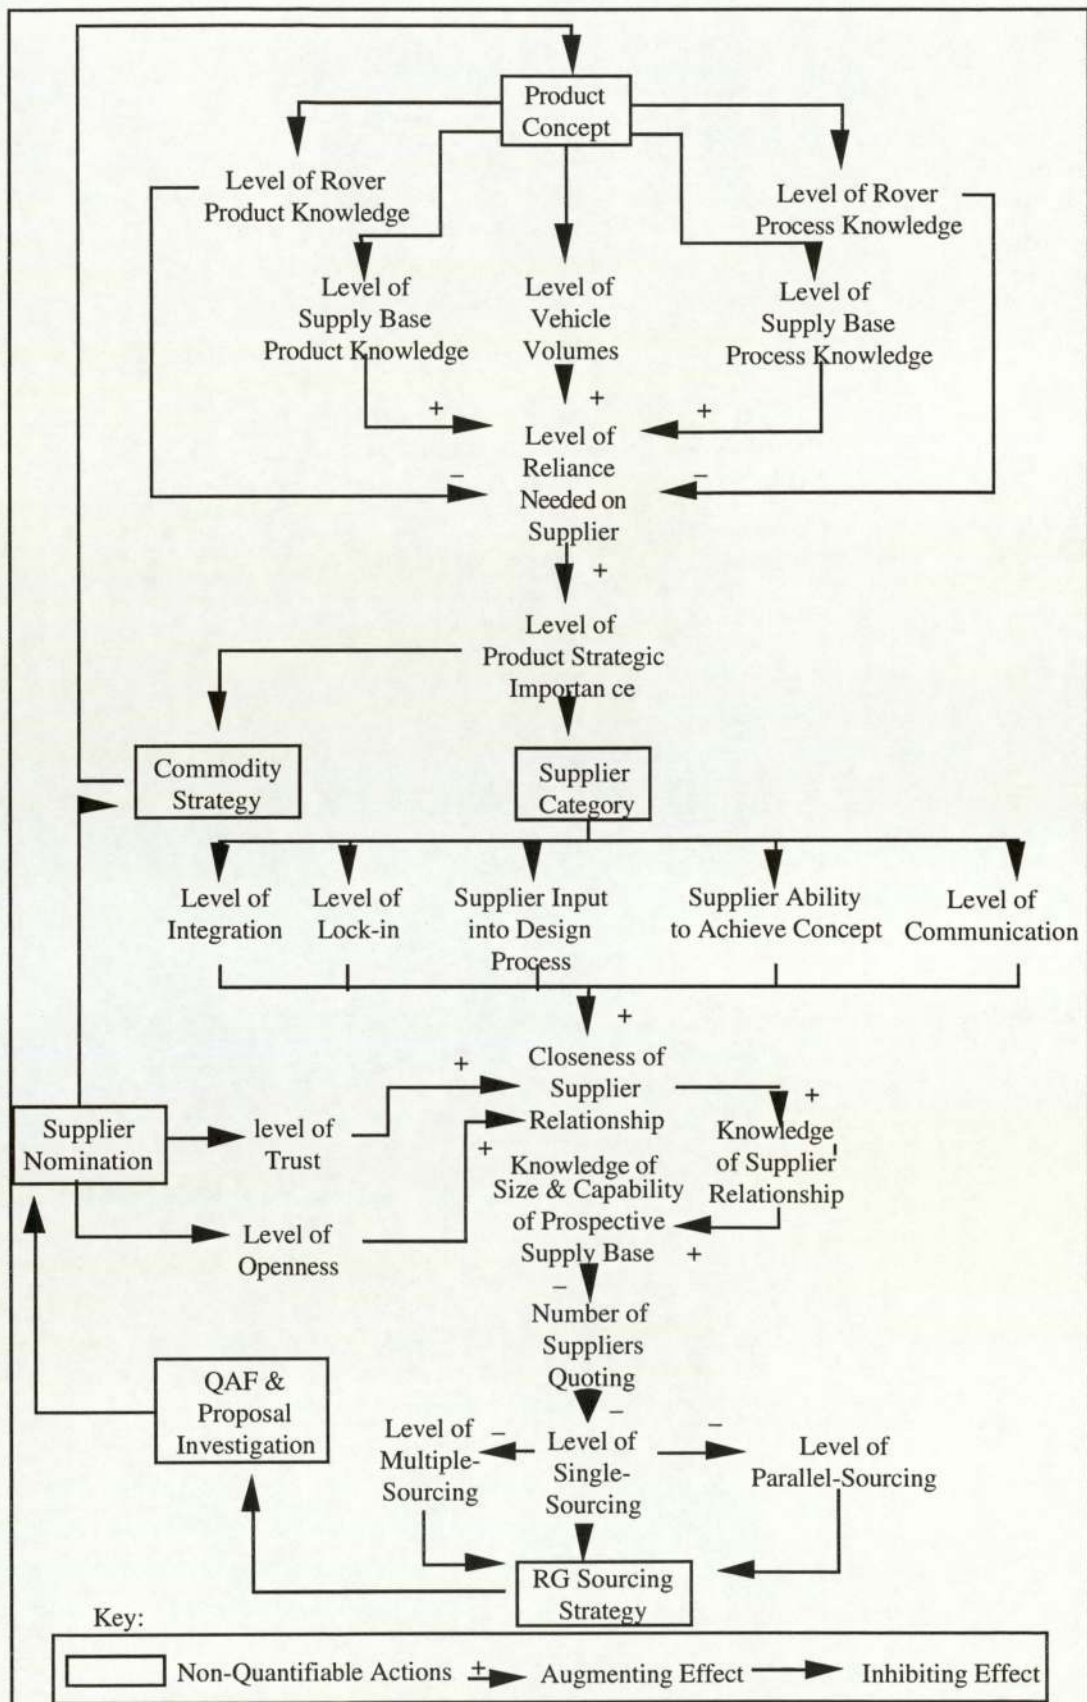 Product
Concept
Level of Rover
Product Knowledge
Level of Rover
Process Knowledge
Level of
Supply Base
Product Knowledge
Level of
Vehicle
Volumes
Level of
Supply Base
Process Knowledge
+
+
+
Level of
Reliance
Needed on
Supplier
−
−
+
Level of
Product Strategic
Importan ce
Commodity
Strategy
Supplier
Category
Level of
Integration
Level of
Lock-in
Supplier Input
into Design
Process
Supplier Ability
to Achieve Concept
Level of
Communication
+
Closeness of
Supplier
Relationship
+
+
+
Supplier
Nomination
level of
Trust
Knowledge
of Supplier
Relationship
Level of
Openness
Knowledge of
Size & Capability
of Prospective
Supply Base
+
−
Number of
Suppliers
Quoting
−
QAF &
Proposal
Investigation
Level of
Multiple-
Sourcing
−
Level of
Single-
Sourcing
−
Level of
Parallel-Sourcing
RG Sourcing
Strategy
Key:
Non-Quantifiable Actions + Augmenting Effect Inhibiting Effect